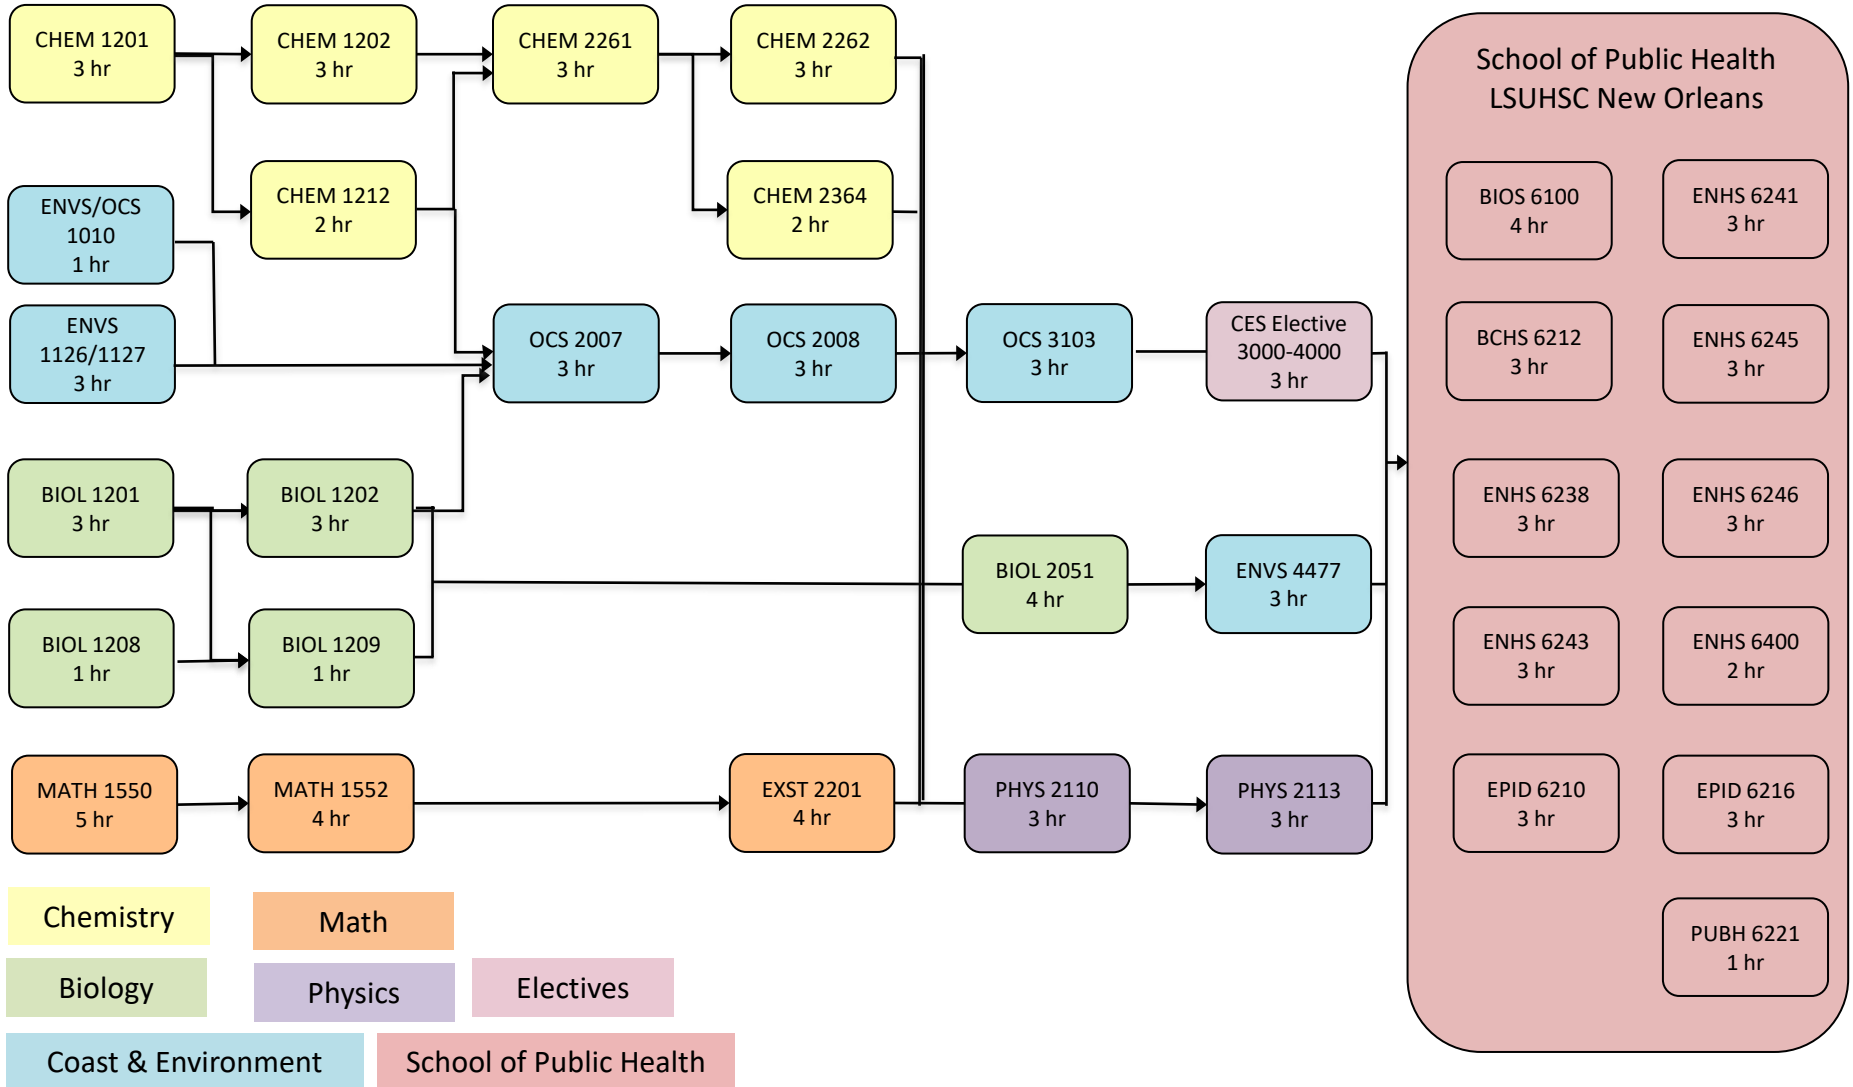 CHEM 1201
3 hr
CHEM 1202
3 hr
CHEM 2261
3 hr
CHEM 2262
3 hr
School of Public Health
LSUHSC New Orleans
ENVS/OCS
1010
1 hr
CHEM 1212
2 hr
CHEM 2364
2 hr
BIOS 6100
4 hr
ENHS 6241
3 hr
ENVS
1126/1127
3 hr
OCS 2007
3 hr
OCS 2008
3 hr
OCS 3103
3 hr
CES Elective
3000-4000
3 hr
BCHS 6212
3 hr
ENHS 6245
3 hr
BIOL 1201
3 hr
BIOL 1202
3 hr
ENHS 6238
3 hr
ENHS 6246
3 hr
BIOL 2051
4 hr
ENVS 4477
3 hr
BIOL 1208
1 hr
BIOL 1209
1 hr
ENHS 6243
3 hr
ENHS 6400
2 hr
MATH 1550
5 hr
MATH 1552
4 hr
EXST 2201
4 hr
PHYS 2110
3 hr
PHYS 2113
3 hr
EPID 6210
3 hr
EPID 6216
3 hr
PUBH 6221
1 hr
Chemistry
Math
Biology
Physics
Electives
Coast & Environment
School of Public Health